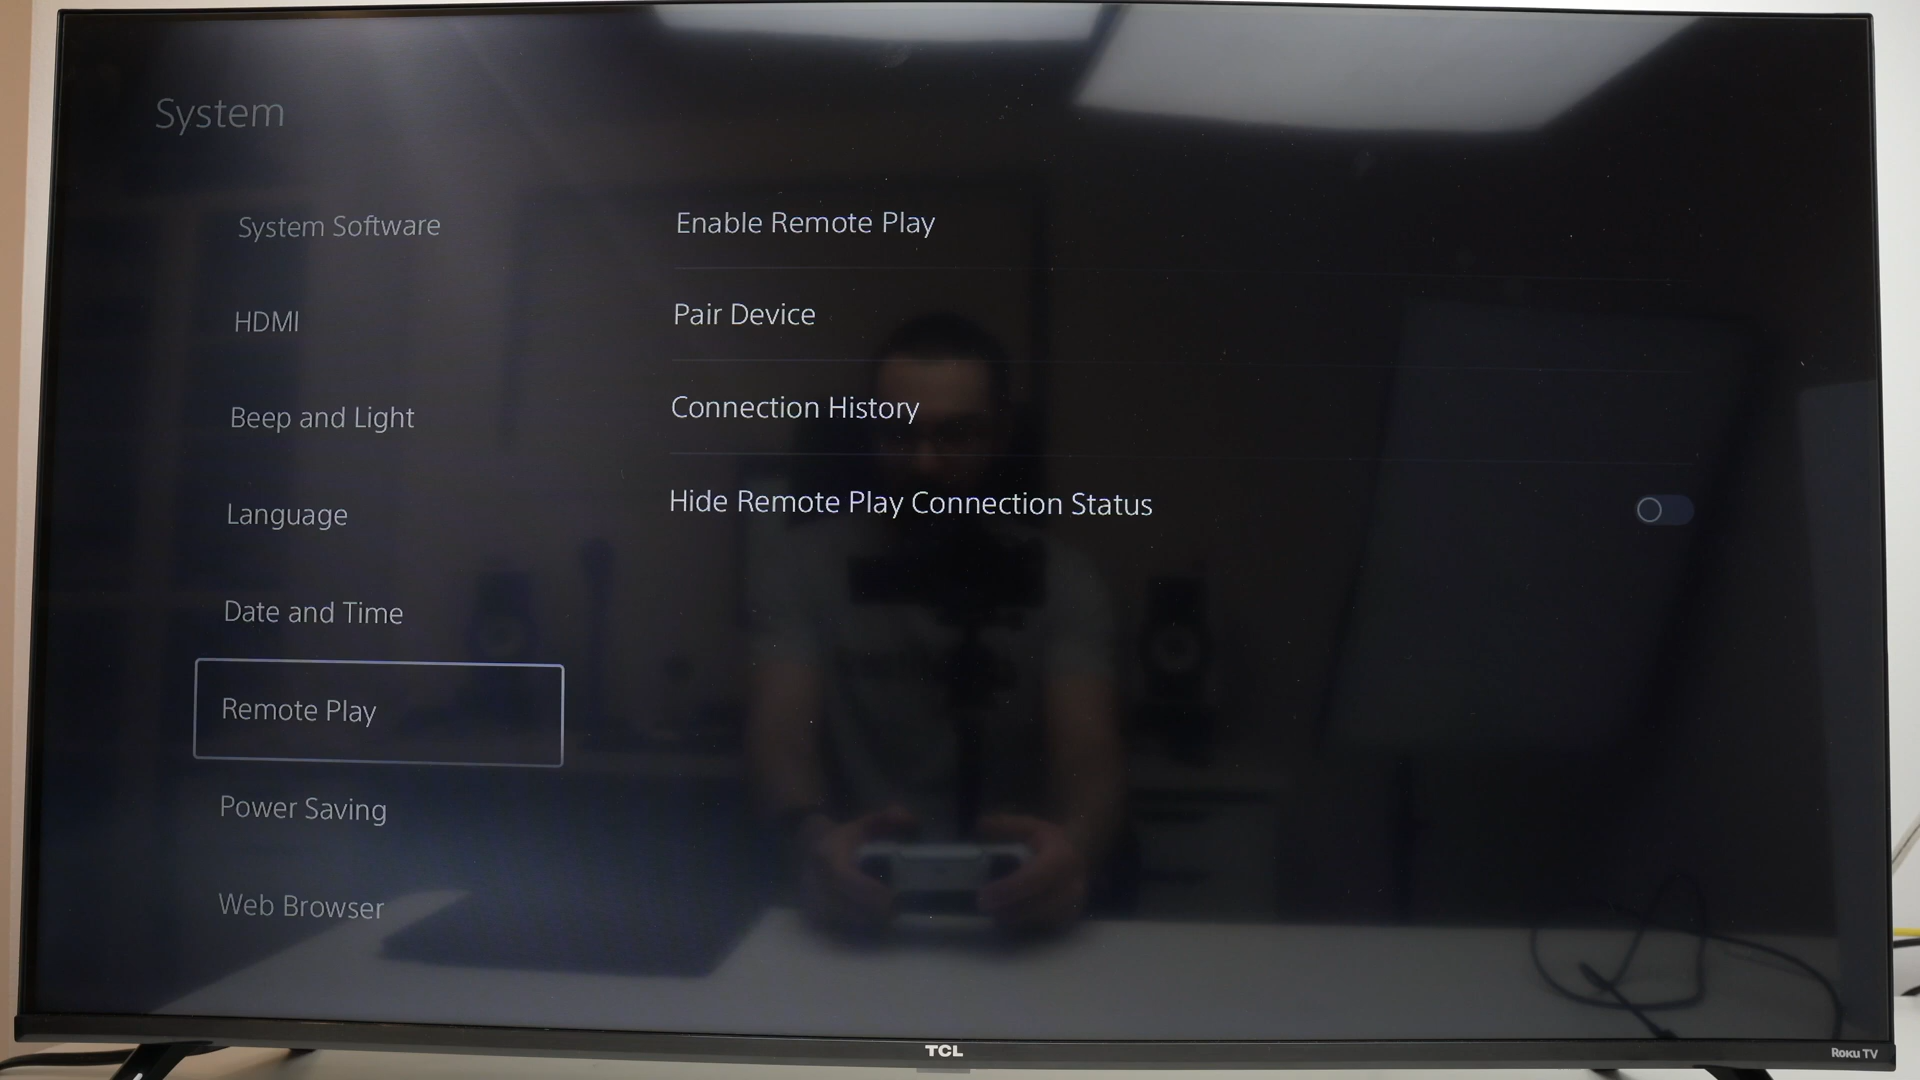 System
System Software
HDMI
Beep and Light
Language
Date and Time
Remote Play
Power Saving
Web Browser
Enable Remote Play
Pair Device
Connection History
Hide Remote Play Connection Status
TCL
Roku TV